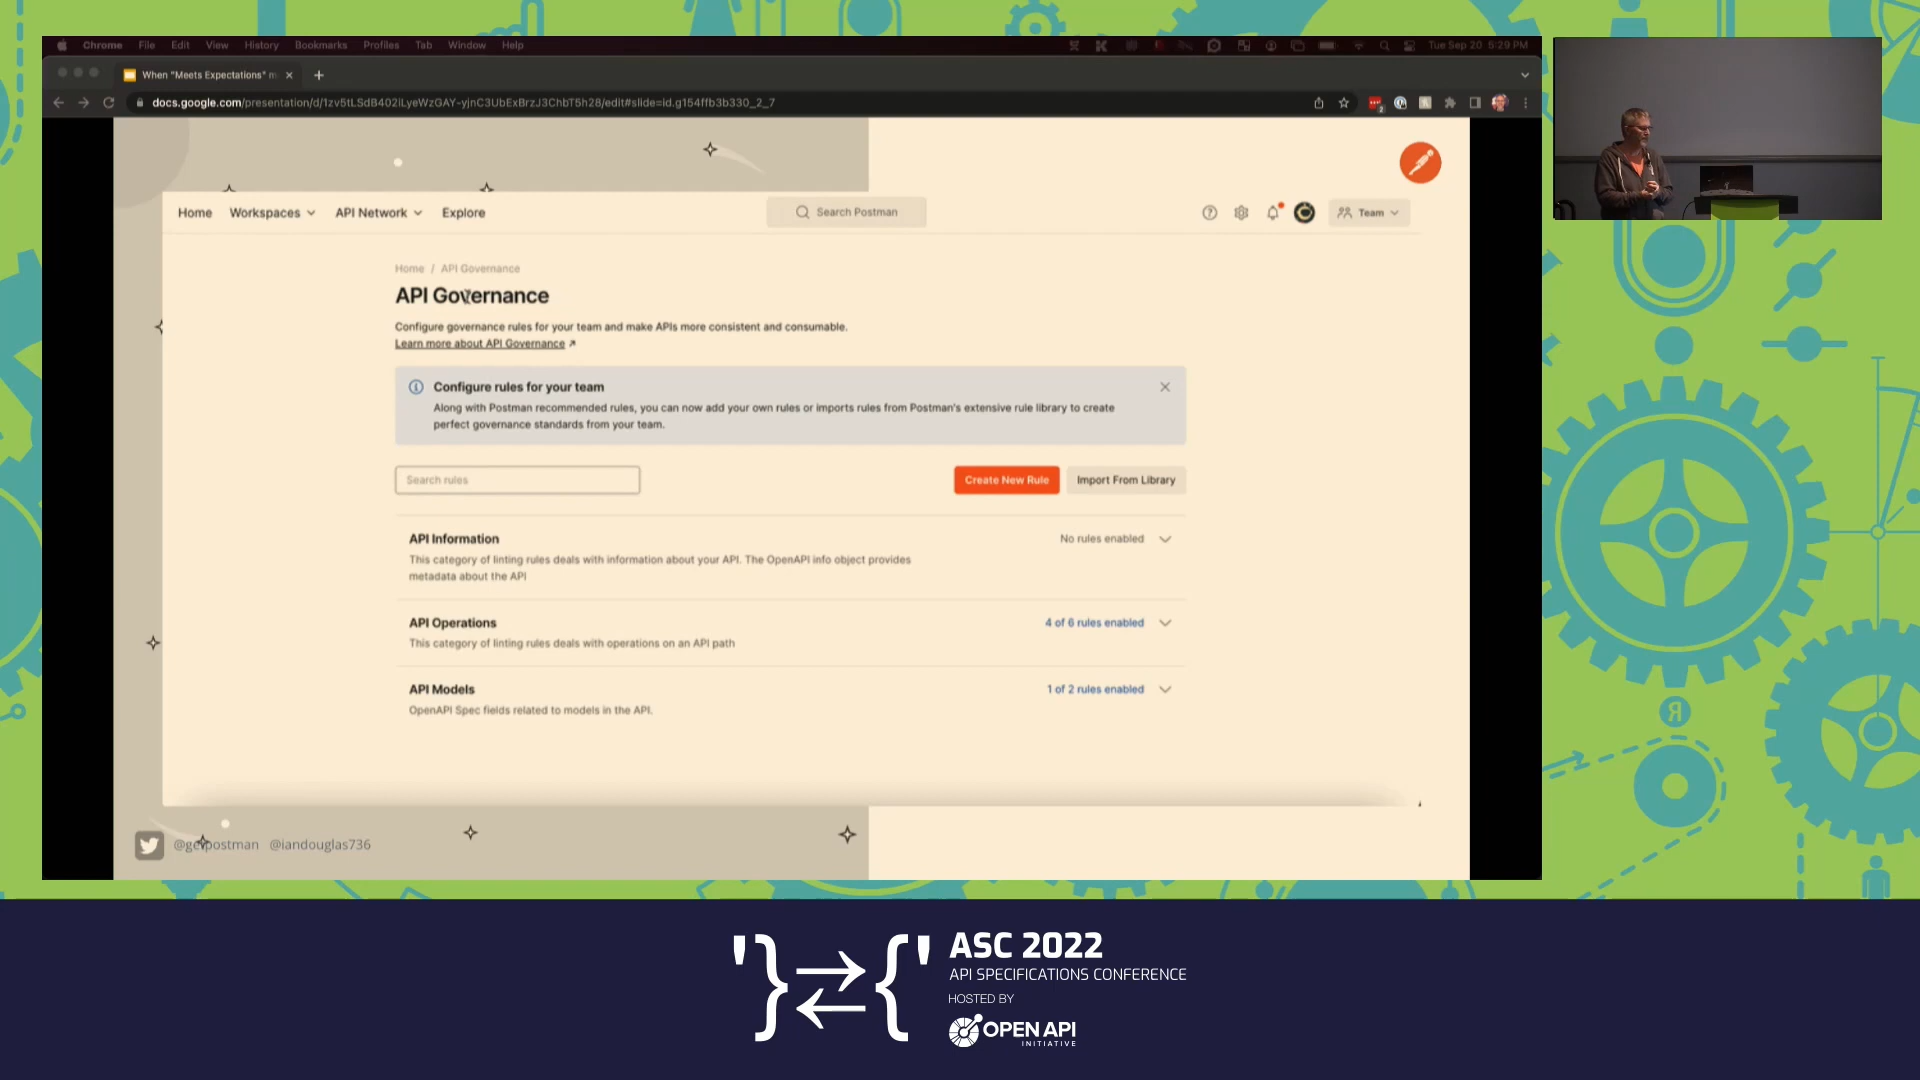 Chrome File Edit View History Bookmarks Profiles Tab Window Help
Tue Sep 20 5:29 PM
When "Meets Expectations" m
docs.google.com/presentation/d/1zv5tLSdB402iLyeWzGAY-yjnC3UbExBrzJ3ChbT5h28/edit#slide=id.g154ffb3b330_2_7
Home Workspaces API Network Explore
Search Postman
Team
Home / API Governance
API Governance
Configure governance rules for your team and make APIs more consistent and consumable.
Learn more about API Governance
Configure rules for your team
Along with Postman recommended rules, you can now add your own rules or imports rules from Postman's extensive rule library to create
perfect governance standards from your team.
Search rules
Create New Rule
Import From Library
API Information
No rules enabled
This category of linting rules deals with information about your API. The OpenAPI info object provides
metadata about the API
API Operations
4 of 6 rules enabled
This category of linting rules deals with operations on an API path
API Models
1 of 2 rules enabled
OpenAPI Spec fields related to models in the API.
@getpostman @iandouglas736
ASC 2022
API SPECIFICATIONS CONFERENCE
HOSTED BY
OPEN API
INITIATIVE